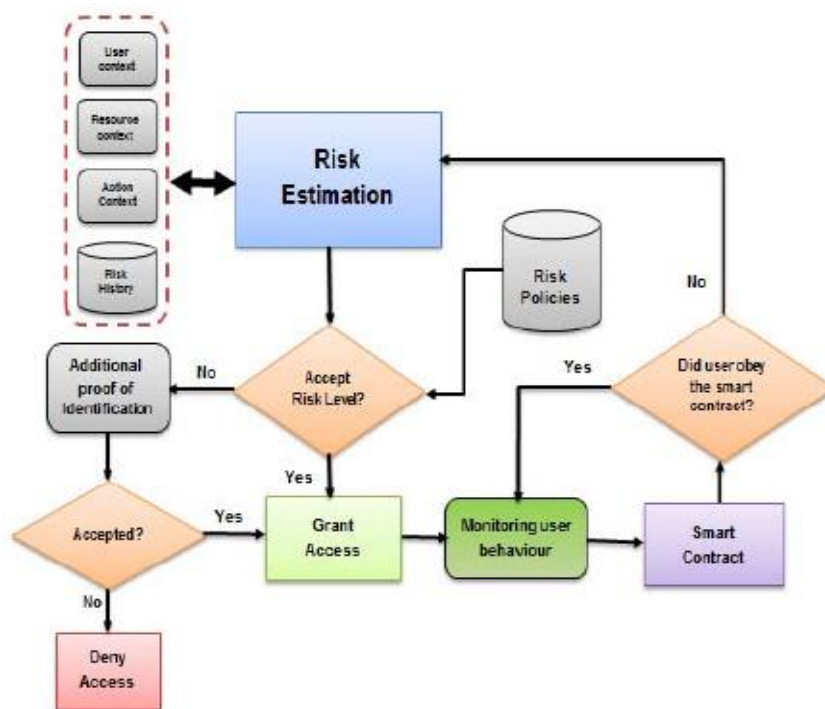 User
context
Resource
context
Action
Context
Risk
History
Risk
Estimation
Risk
Policies
No
Additional
proof of
Identification
No
Accept
Risk Level?
Yes
Did user obey
the smart
contract?
Yes
Accepted?
Yes
Grant
Access
Monitoring user
behaviour
Smart
Contract
No
Deny
Access